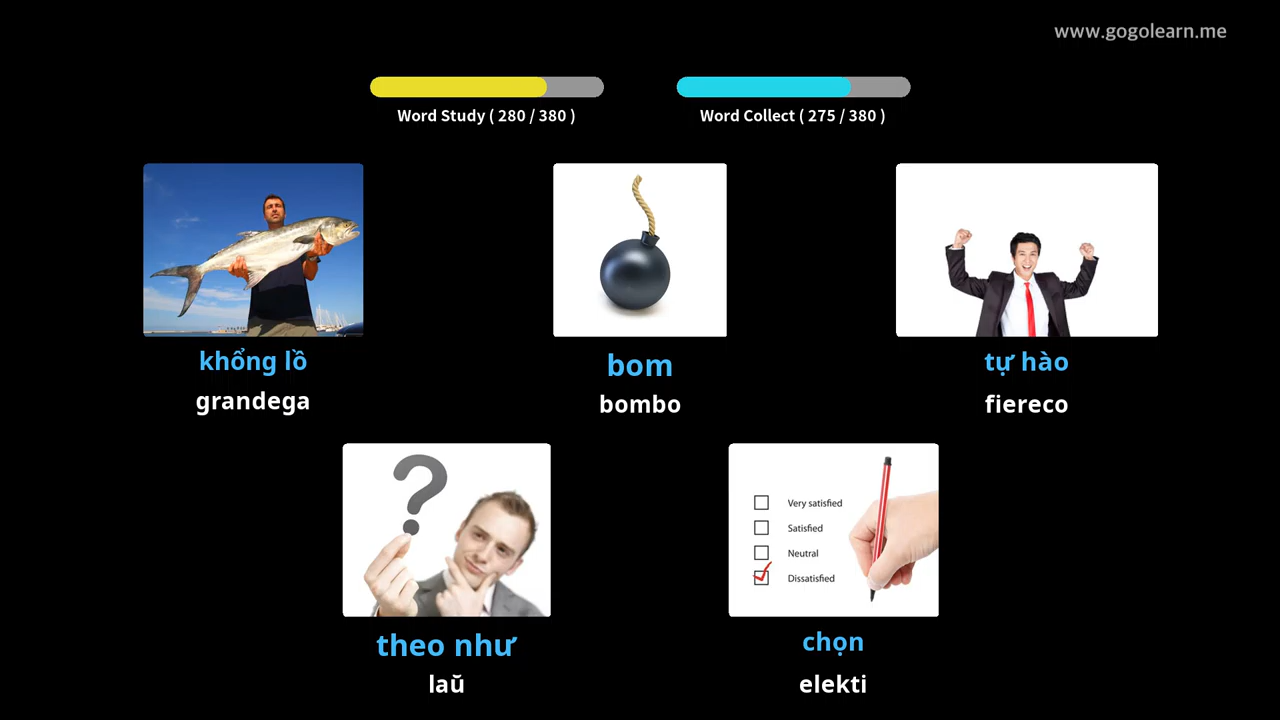 www.gogolearn.me
Word Study ( 280 / 380 )
Word Collect ( 275 / 380 )
khổng lồ
grandega
bom
bombo
tự hào
fiereco
Very satisfied
Satisfied
Neutral
Dissatisfied
?
theo như
laŭ
chọn
elekti